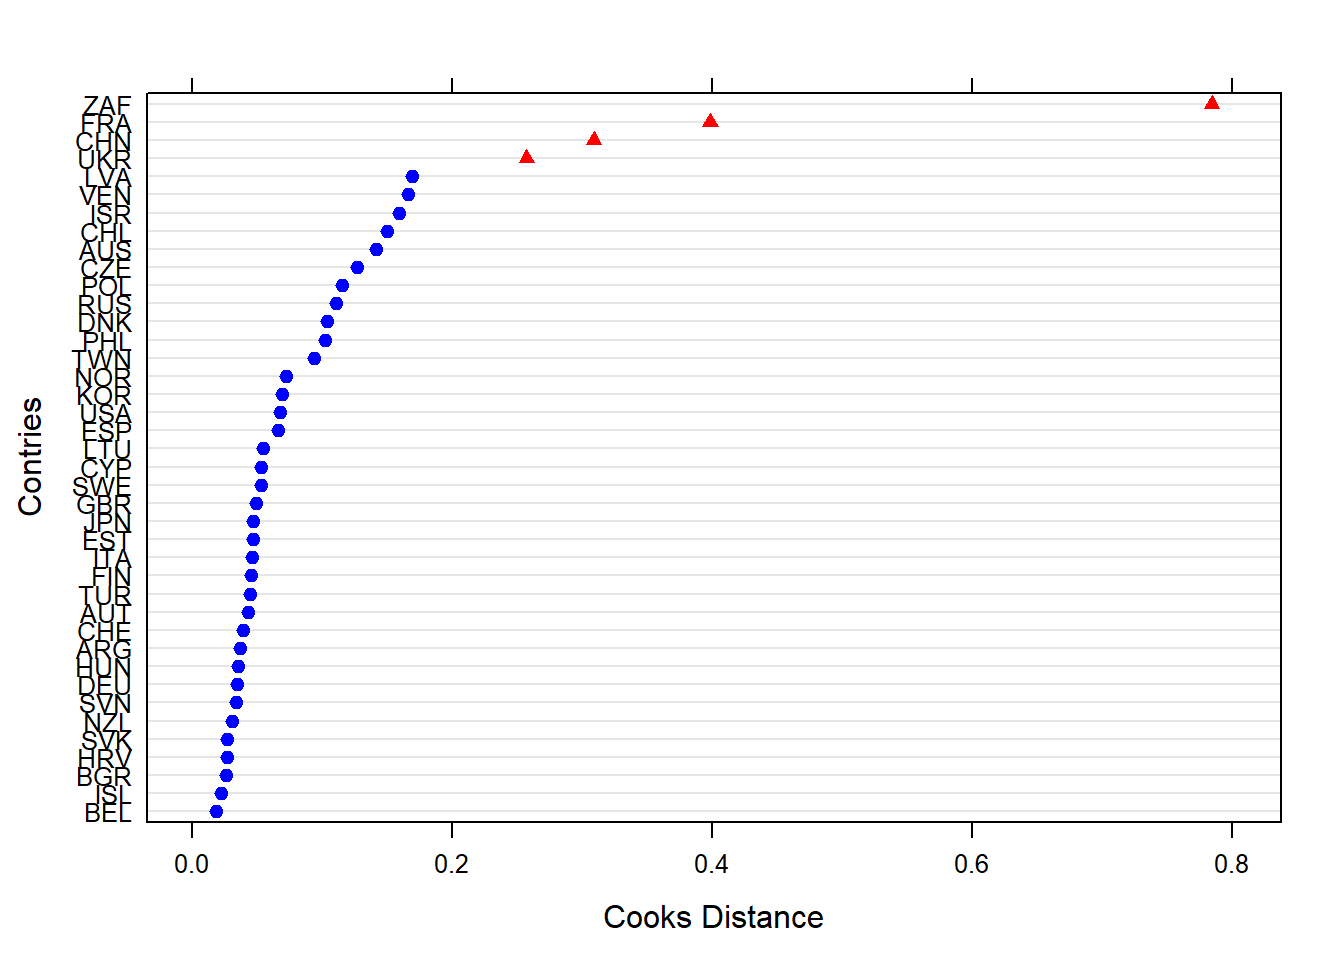 ZAF
FRA
CHN
UKR
LVA
VEN
ISR
CHL
AUS
CZE
POL
RUS
DNK
PHL
TWN
NOR
KOR
USA
ESP
LTU
CYP
SWE
GBR
JPN
EST
ITA
FIN
TUR
AUT
CHE
ARG
HUN
DEU
SVN
NZL
SVK
HRV
BGR
ISL
BEL
Contries
0.0 0.2 0.4 0.6 0.8
Cooks Distance